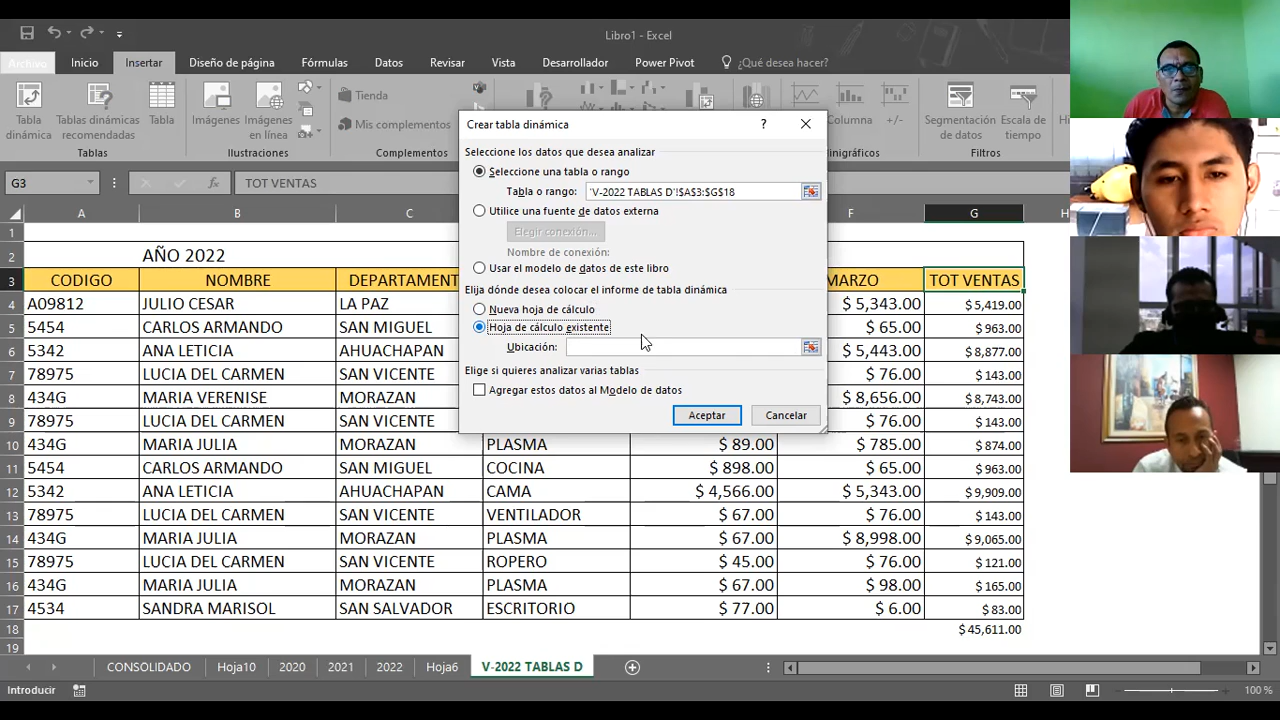 Libro1 - Excel
Archivo Inicio Insertar Diseño de página Fórmulas Datos Revisar Vista Desarrollador Power Pivot ¿Qué desea hacer?
Tabla dinámica
Tablas dinámicas recomendadas
Tabla
Tablas
Imágenes
Imágenes en línea
Ilustraciones
Tienda
Mis complementos
Complementos
Columna
Segmentación de datos
Escala de tiempo
Filtros
G3 fx TOT VENTAS
Crear tabla dinámica ?
Seleccione los datos que desea analizar
Seleccione una tabla o rango
Tabla o rango: 'V-2022 TABLAS D'!$A$3:$G$18
Utilice una fuente de datos externa
Elegir conexión...
Nombre de conexión:
Usar el modelo de datos de este libro
Elija dónde desea colocar el informe de tabla dinámica
Nueva hoja de cálculo
Hoja de cálculo existente
Ubicación:
Elige si quieres analizar varias tablas
Agregar estos datos al Modelo de datos
Aceptar Cancelar
A B C F G H
1
2 AÑO 2022
3 CODIGO NOMBRE DEPARTAMENT MARZO TOT VENTAS
4 A09812 JULIO CESAR LA PAZ $ 5,343.00 $ 5,419.00
5 5454 CARLOS ARMANDO SAN MIGUEL $ 65.00 $ 963.00
6 5342 ANA LETICIA AHUACHAPAN $ 5,443.00 $ 8,877.00
7 78975 LUCIA DEL CARMEN SAN VICENTE $ 76.00 $ 143.00
8 434G MARIA VERENISE MORAZAN $ 8,656.00 $ 8,743.00
9 78975 LUCIA DEL CARMEN SAN VICENTE $ 76.00 $ 143.00
10 434G MARIA JULIA MORAZAN PLASMA $ 89.00 $ 785.00 $ 874.00
11 5454 CARLOS ARMANDO SAN MIGUEL COCINA $ 898.00 $ 65.00 $ 963.00
12 5342 ANA LETICIA AHUACHAPAN CAMA $ 4,566.00 $ 5,343.00 $ 9,909.00
13 78975 LUCIA DEL CARMEN SAN VICENTE VENTILADOR $ 67.00 $ 76.00 $ 143.00
14 434G MARIA JULIA MORAZAN PLASMA $ 67.00 $ 8,998.00 $ 9,065.00
15 78975 LUCIA DEL CARMEN SAN VICENTE ROPERO $ 45.00 $ 76.00 $ 121.00
16 434G MARIA JULIA MORAZAN PLASMA $ 67.00 $ 98.00 $ 165.00
17 4534 SANDRA MARISOL SAN SALVADOR ESCRITORIO $ 77.00 $ 6.00 $ 83.00
18 $ 45,611.00
19
CONSOLIDADO Hoja10 2020 2021 2022 Hoja6 V-2022 TABLAS D
Introducir 100 %